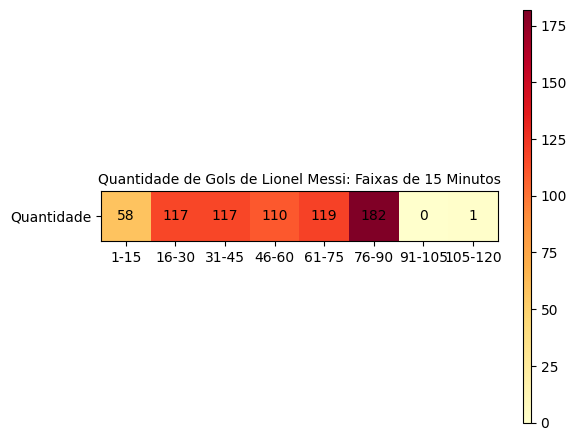 Quantidade de Gols de Lionel Messi: Faixas de 15 Minutos
Quantidade 58 117 117 110 119 182 0 1
1-15 16-30 31-45 46-60 61-75 76-90 91-105 105-120
175
150
125
100
75
50
25
0